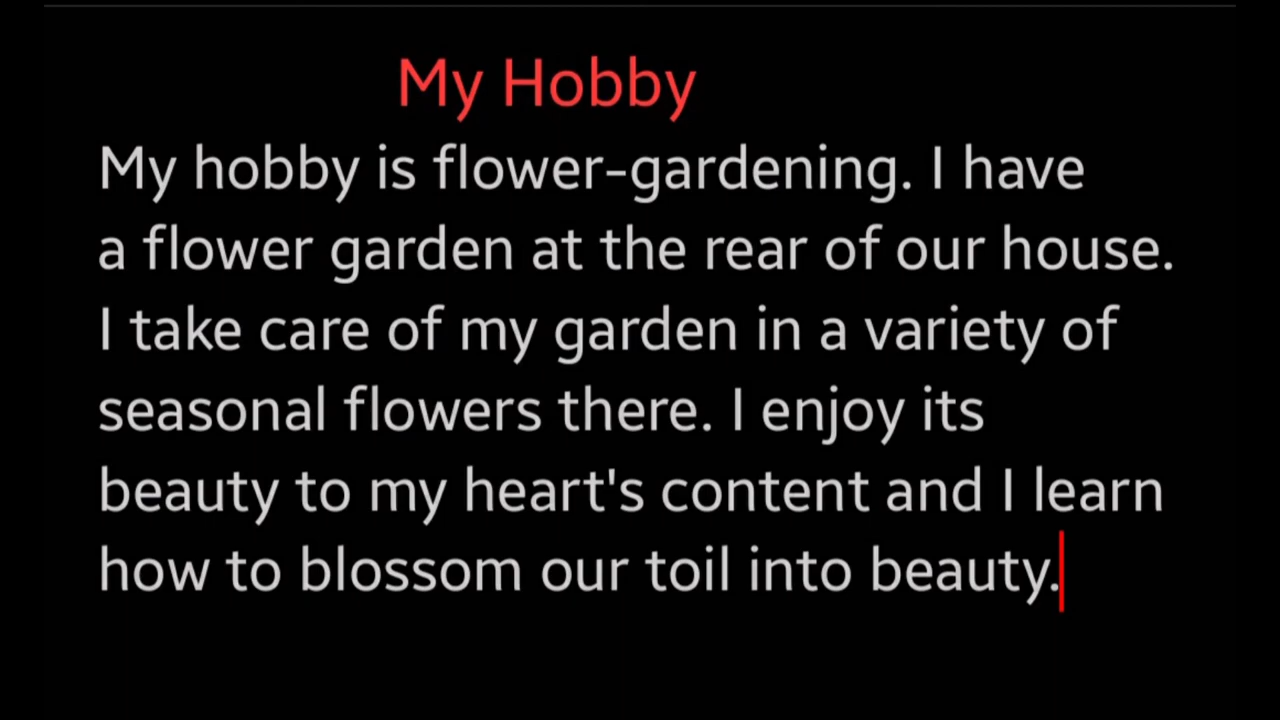 My Hobby
My hobby is flower-gardening. I have
a flower garden at the rear of our house.
I take care of my garden in a variety of
seasonal flowers there. I enjoy its
beauty to my heart's content and I learn
how to blossom our toil into beauty.